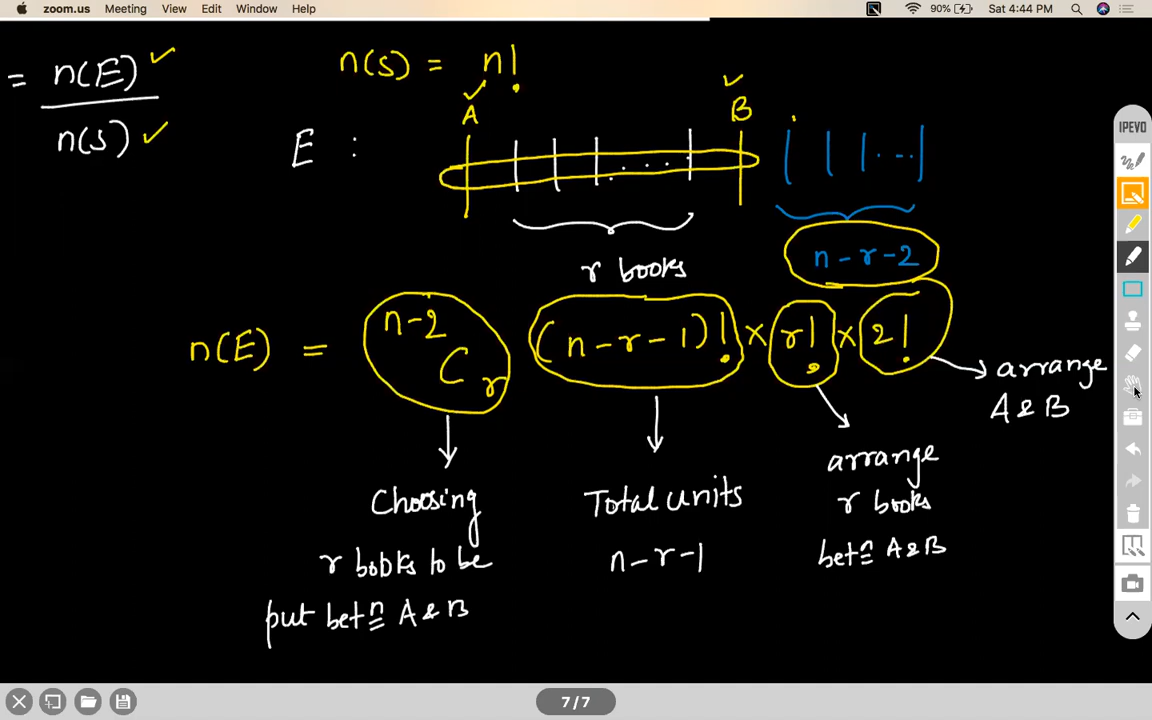 zoom.us Meeting View Edit Window Help 90% Sat 4:44 PM
= n(E) ✓
n(S) ✓
n(S) = n!
✓ A
✓ B
E :
r books
n-r-2
n(E) = n-2Cr (n-r-1)! × r! × 2!
arrange
A & B
Choosing
r books to be
put betn A & B
Total units
n-r-1
arrange
r books
betn A & B
IPEVO
7/7